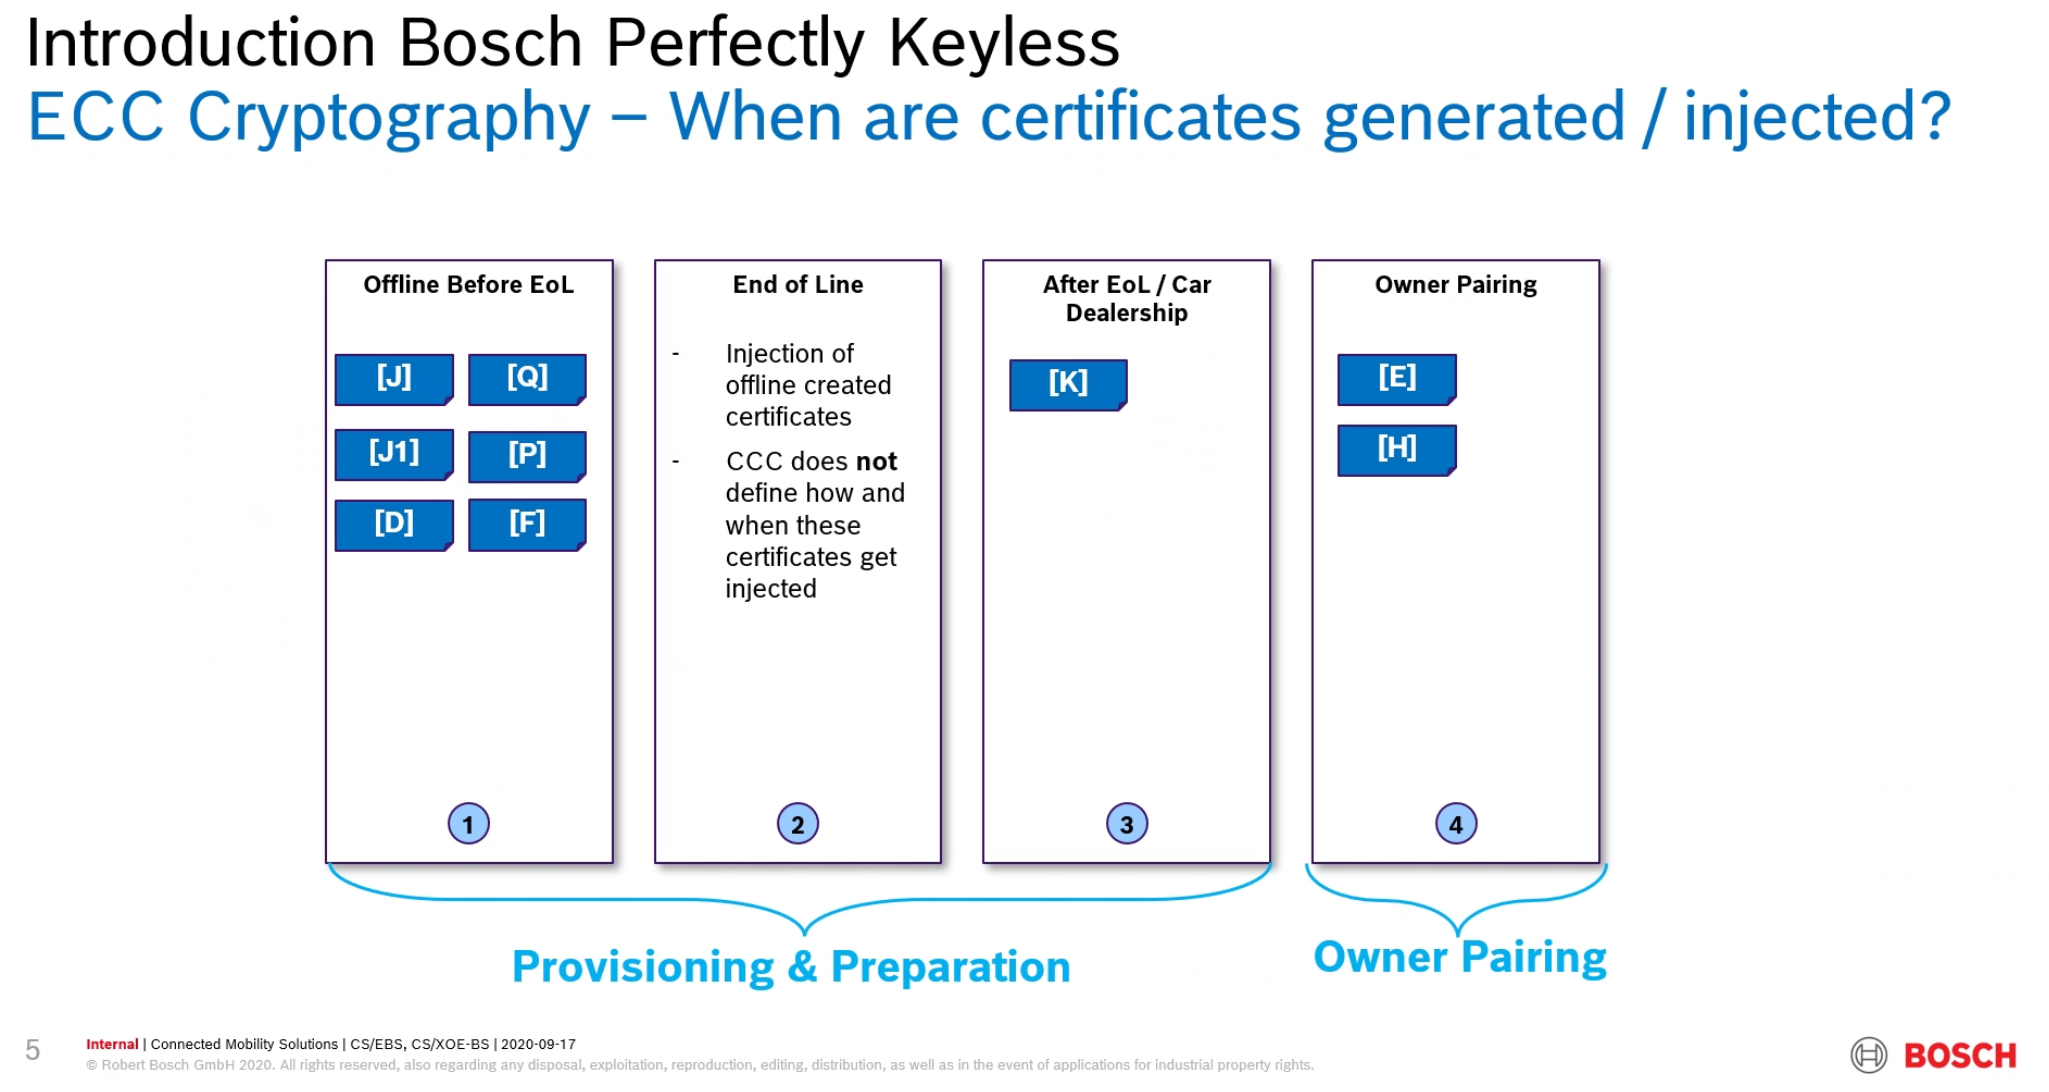 Introduction Bosch Perfectly Keyless
ECC Cryptography – When are certificates generated / injected?
Offline Before EoL
[J]
[Q]
[J1]
[P]
[D]
[F]
1
End of Line
- Injection of
offline created
certificates
- CCC does not
define how and
when these
certificates get
injected
2
After EoL / Car
Dealership
[K]
3
Owner Pairing
[E]
[H]
4
Provisioning & Preparation
Owner Pairing
5
Internal | Connected Mobility Solutions | CS/EBS, CS/XOE-BS | 2020-09-17
© Robert Bosch GmbH 2020. All rights reserved, also regarding any disposal, exploitation, reproduction, editing, distribution, as well as in the event of applications for industrial property rights.
BOSCH